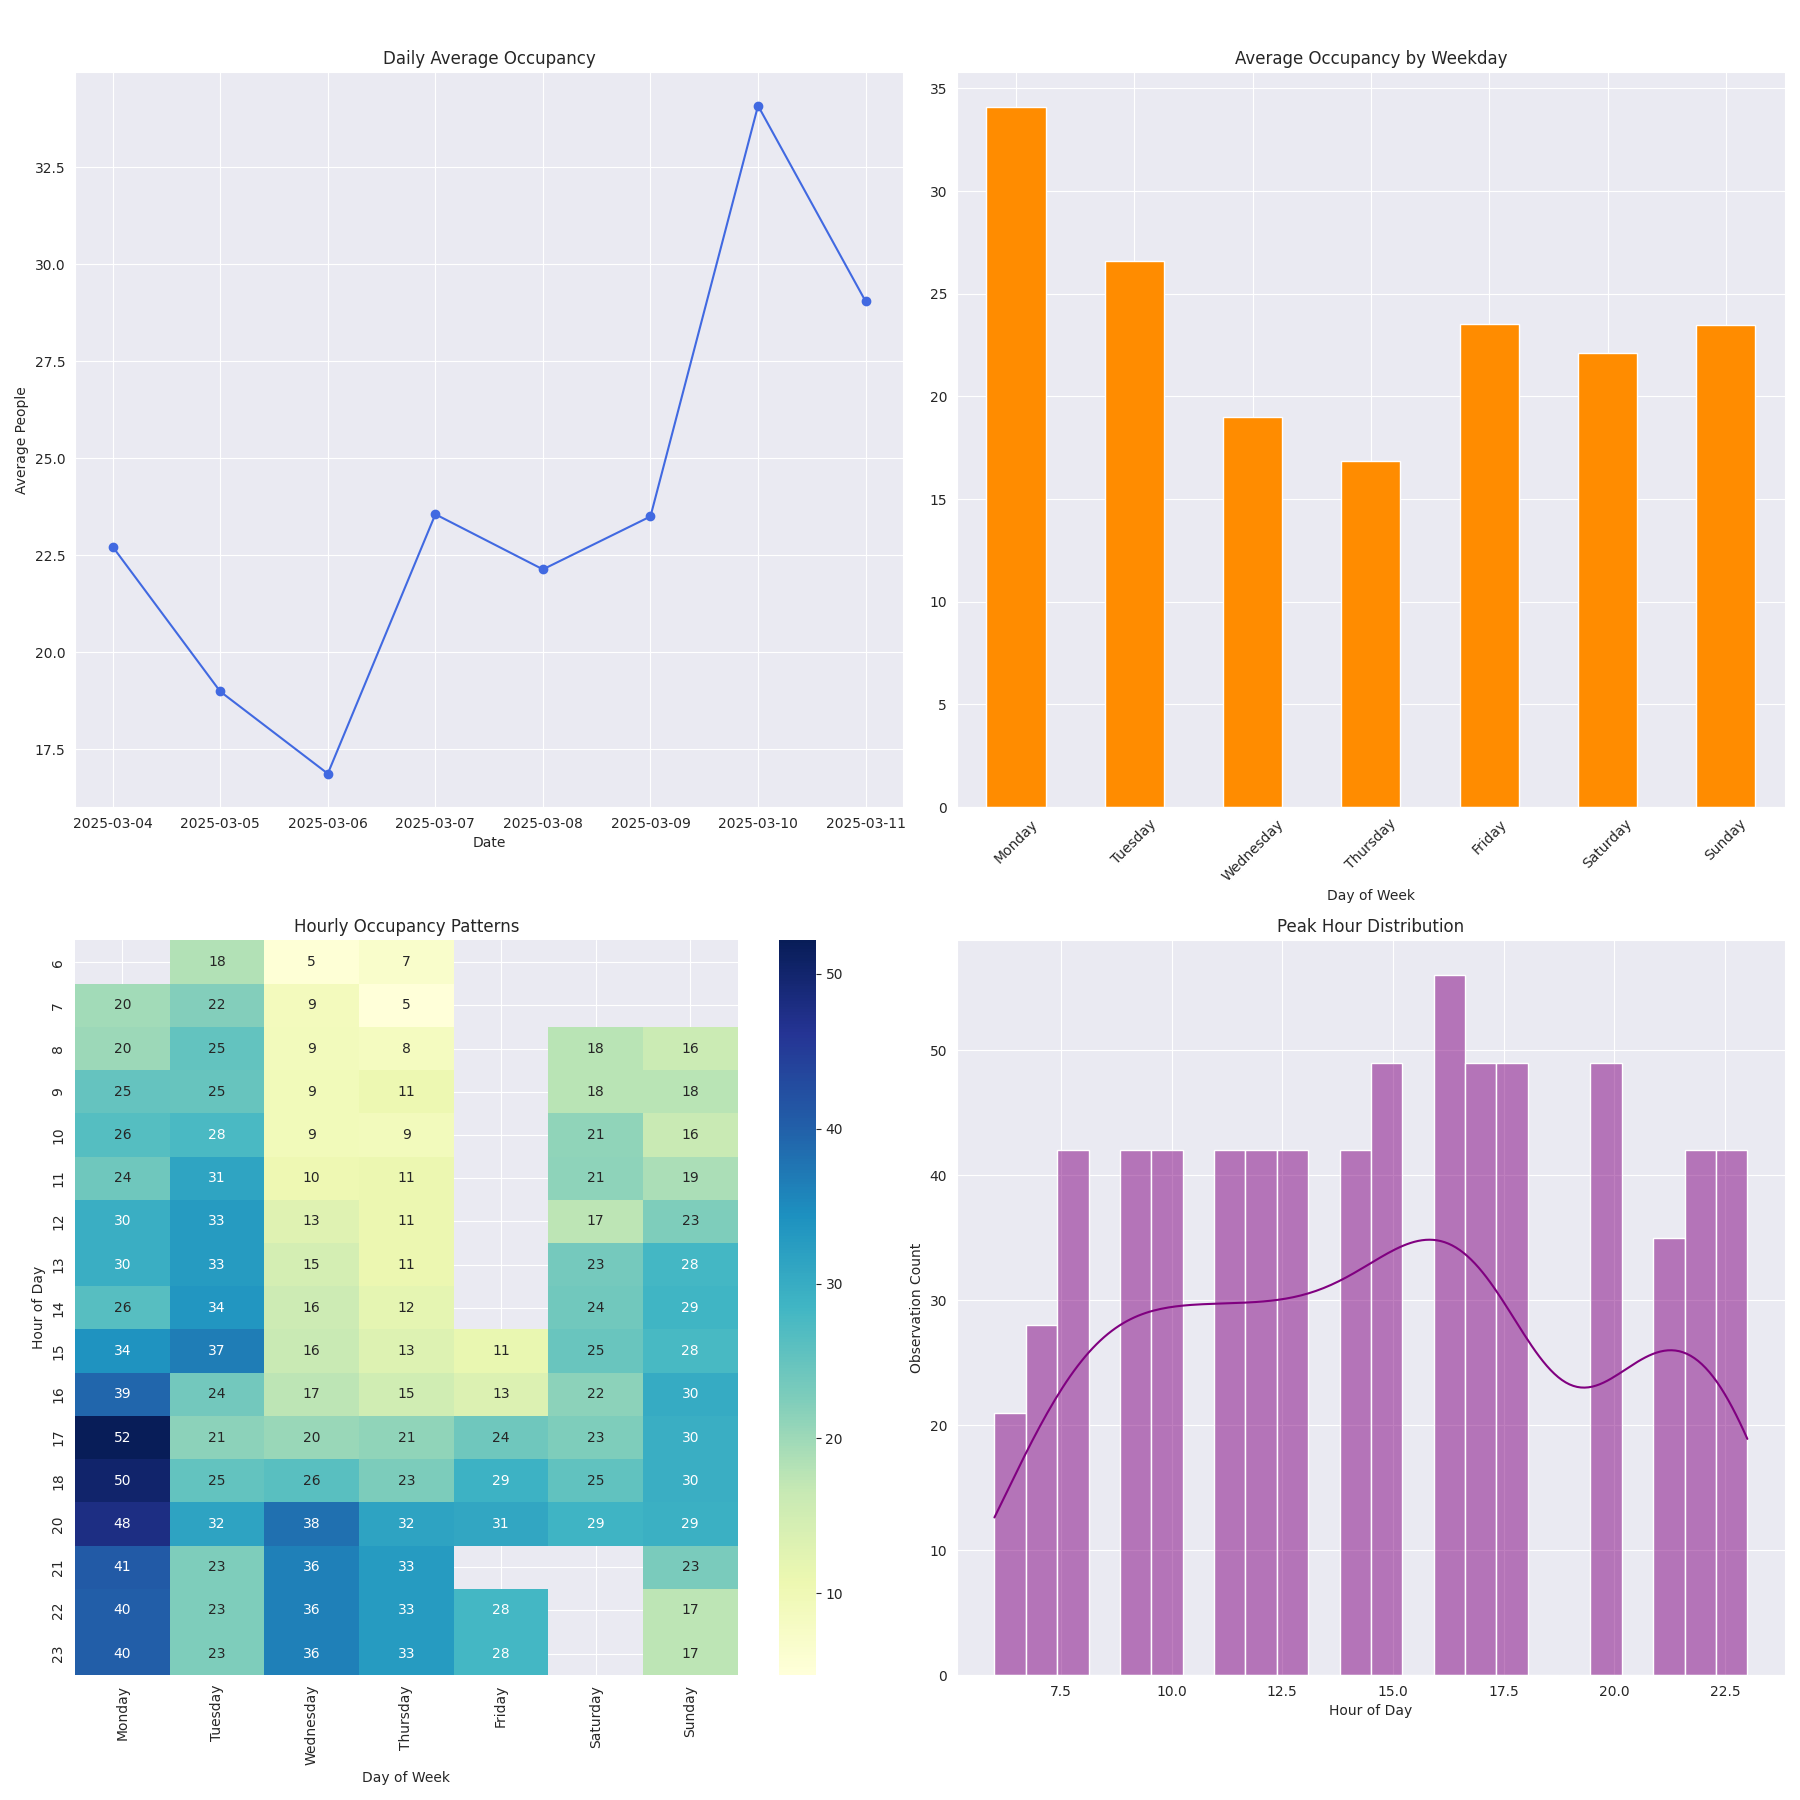 Daily Average Occupancy
32.5
30.0
27.5
25.0
22.5
20.0
17.5
Average People
2025-03-04 2025-03-05 2025-03-06 2025-03-07 2025-03-08 2025-03-09 2025-03-10 2025-03-11
Date
Average Occupancy by Weekday
35
30
25
20
15
10
5
0
Monday Tuesday Wednesday Thursday Friday Saturday Sunday
Day of Week
Hourly Occupancy Patterns
Hour of Day
6 18 5 7
7 20 22 9 5
8 20 25 9 8 18 16
9 25 25 9 11 18 18
10 26 28 9 9 21 16
11 24 31 10 11 21 19
12 30 33 13 11 17 23
13 30 33 15 11 23 28
14 26 34 16 12 24 29
15 34 37 16 13 11 25 28
16 39 24 17 15 13 22 30
17 52 21 20 21 24 23 30
18 50 25 26 23 29 25 30
20 48 32 38 32 31 29 29
21 41 23 36 33 23
22 40 23 36 33 28 17
23 40 23 36 33 28 17
Monday Tuesday Wednesday Thursday Friday Saturday Sunday
Day of Week
50
40
30
20
10
Peak Hour Distribution
Observation Count
50
40
30
20
10
0
7.5 10.0 12.5 15.0 17.5 20.0 22.5
Hour of Day